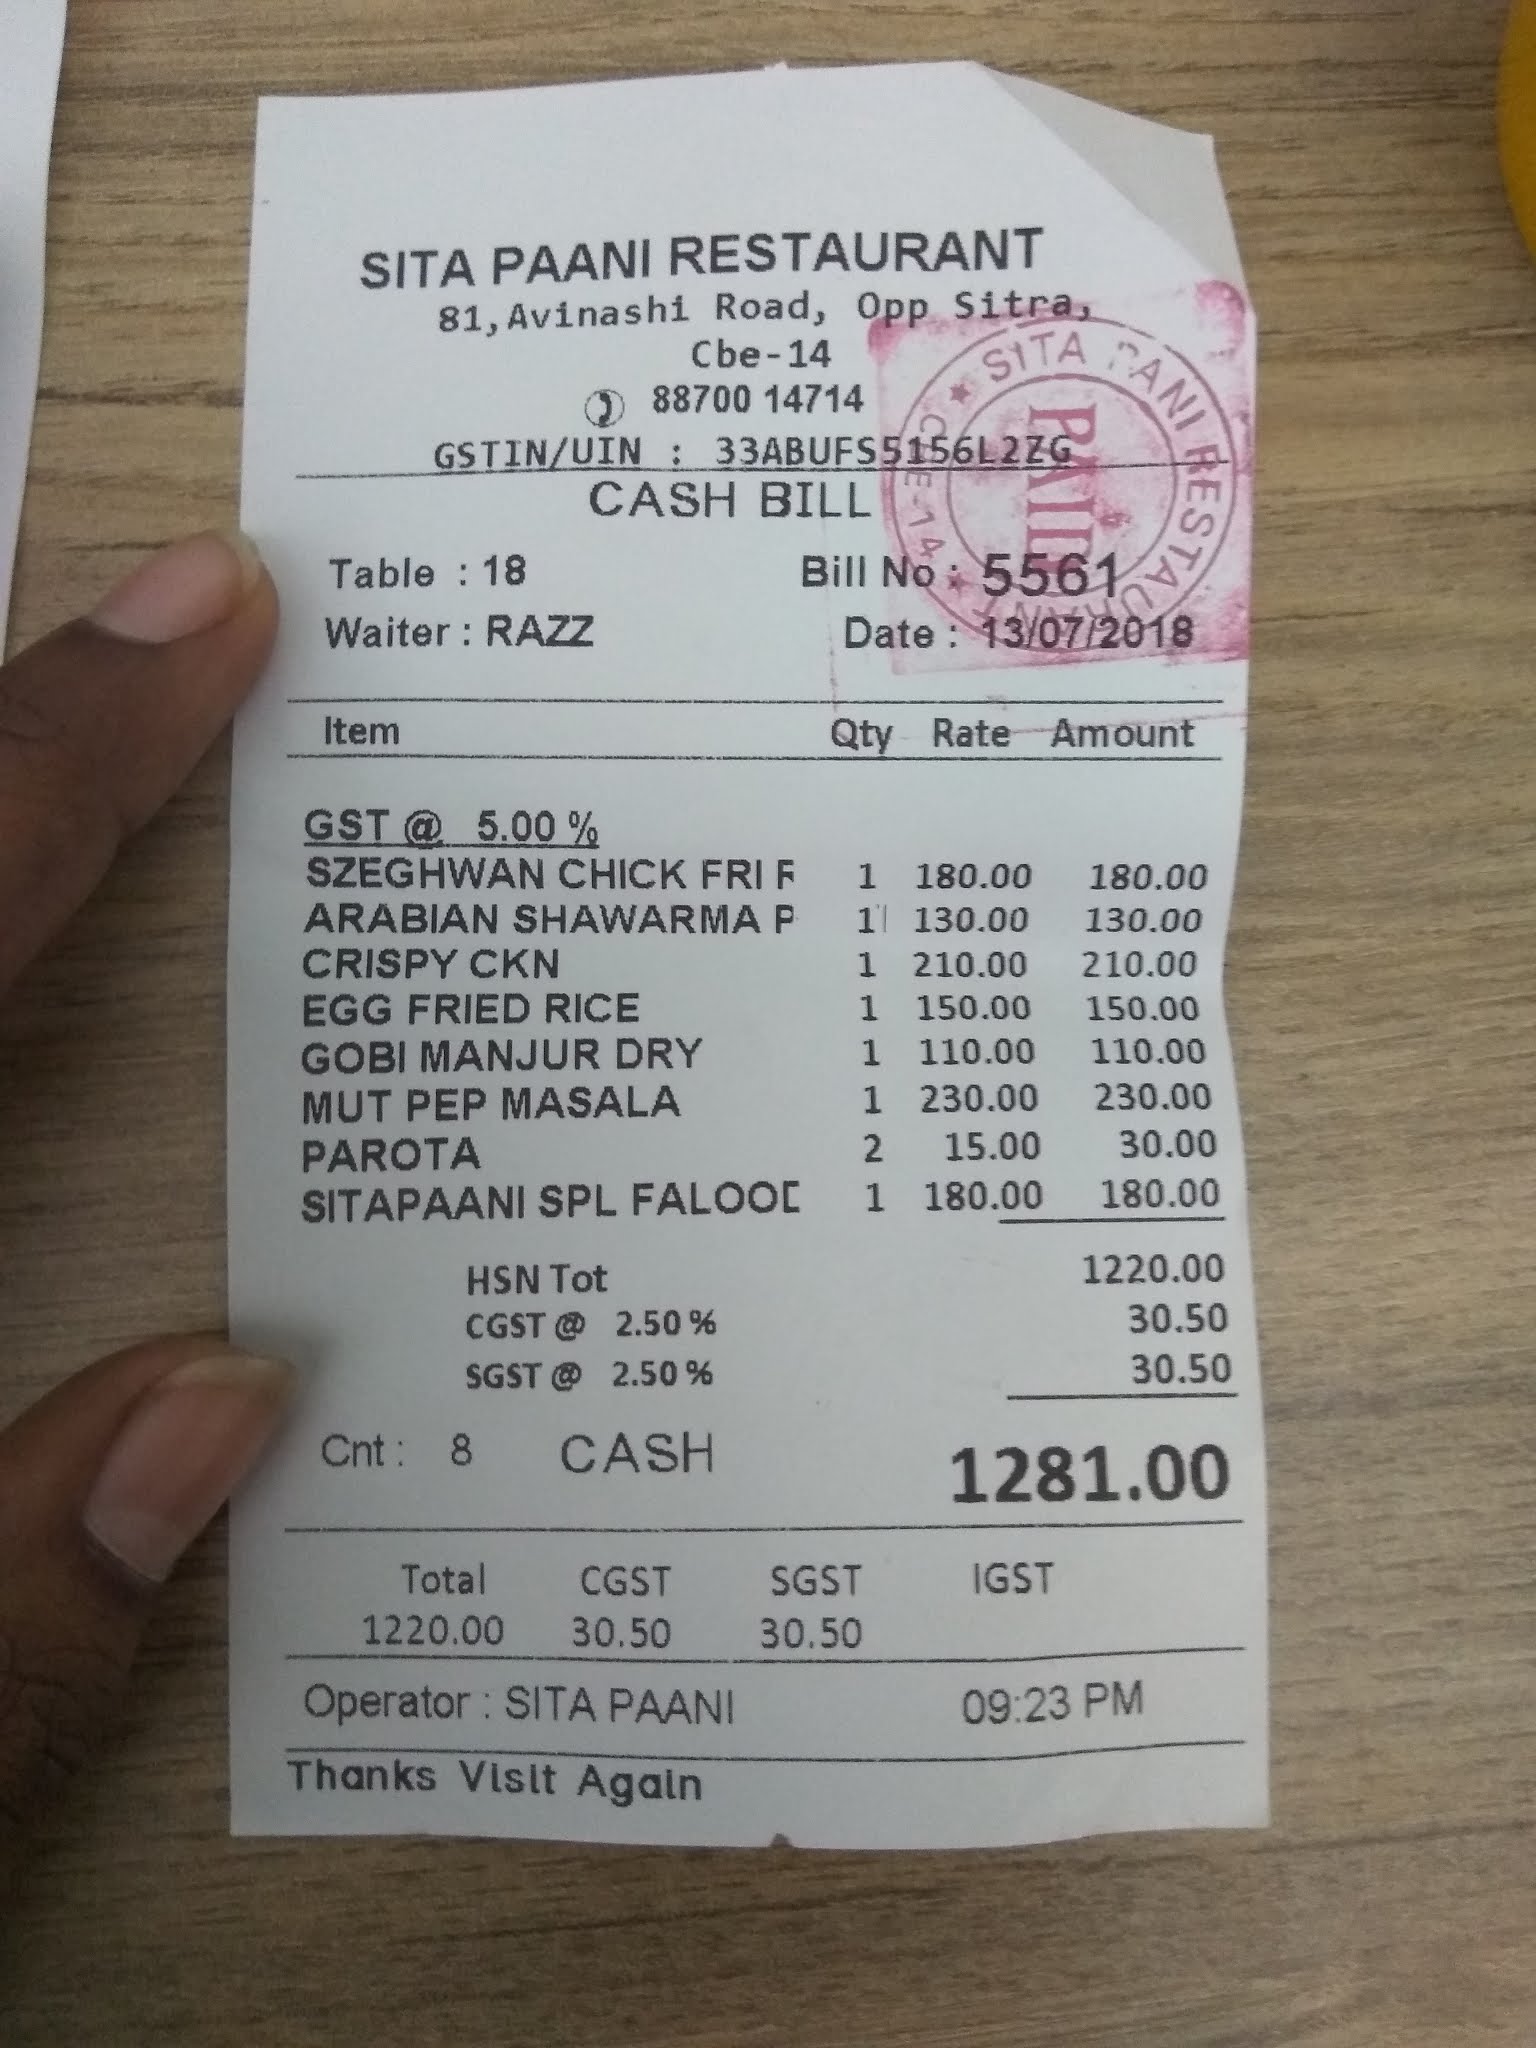 SITA PAANI RESTAURANT
81,Avinashi Road, Opp Sitra,
Cbe-14
88700 14714
GSTIN/UIN : 33ABUFS5156L2ZG
SITA PANI RESTAURANT
CBE-14
PAID
CASH BILL
Table : 18 Bill No : 5561
Waiter : RAZZ Date : 13/07/2018
Item Qty Rate Amount
GST @ 5.00 %
SZEGHWAN CHICK FRI R 1 180.00 180.00
ARABIAN SHAWARMA P 1 130.00 130.00
CRISPY CKN 1 210.00 210.00
EGG FRIED RICE 1 150.00 150.00
GOBI MANJUR DRY 1 110.00 110.00
MUT PEP MASALA 1 230.00 230.00
PAROTA 2 15.00 30.00
SITAPAANI SPL FALOOD 1 180.00 180.00
HSN Tot 1220.00
CGST @ 2.50 % 30.50
SGST @ 2.50 % 30.50
Cnt : 8 CASH 1281.00
Total CGST SGST IGST
1220.00 30.50 30.50
Operator : SITA PAANI 09:23 PM
Thanks Visit Again